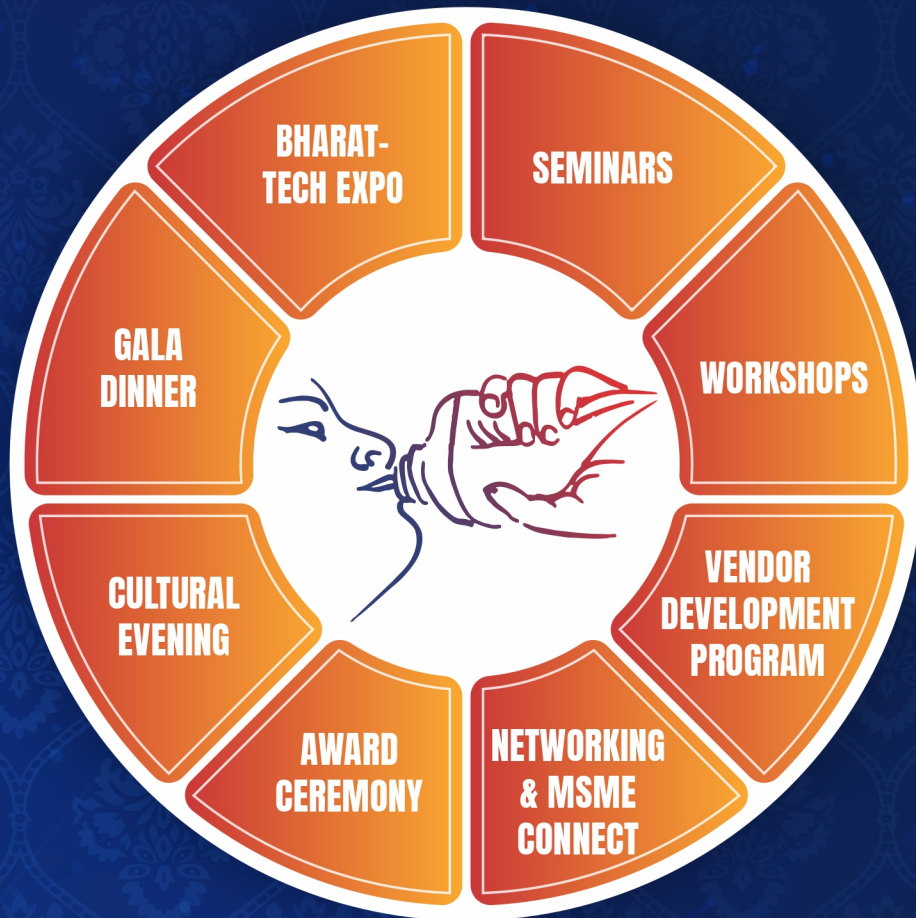 BHARAT-
TECH EXPO
SEMINARS
WORKSHOPS
VENDOR
DEVELOPMENT
PROGRAM
NETWORKING
& MSME
CONNECT
AWARD
CEREMONY
CULTURAL
EVENING
GALA
DINNER